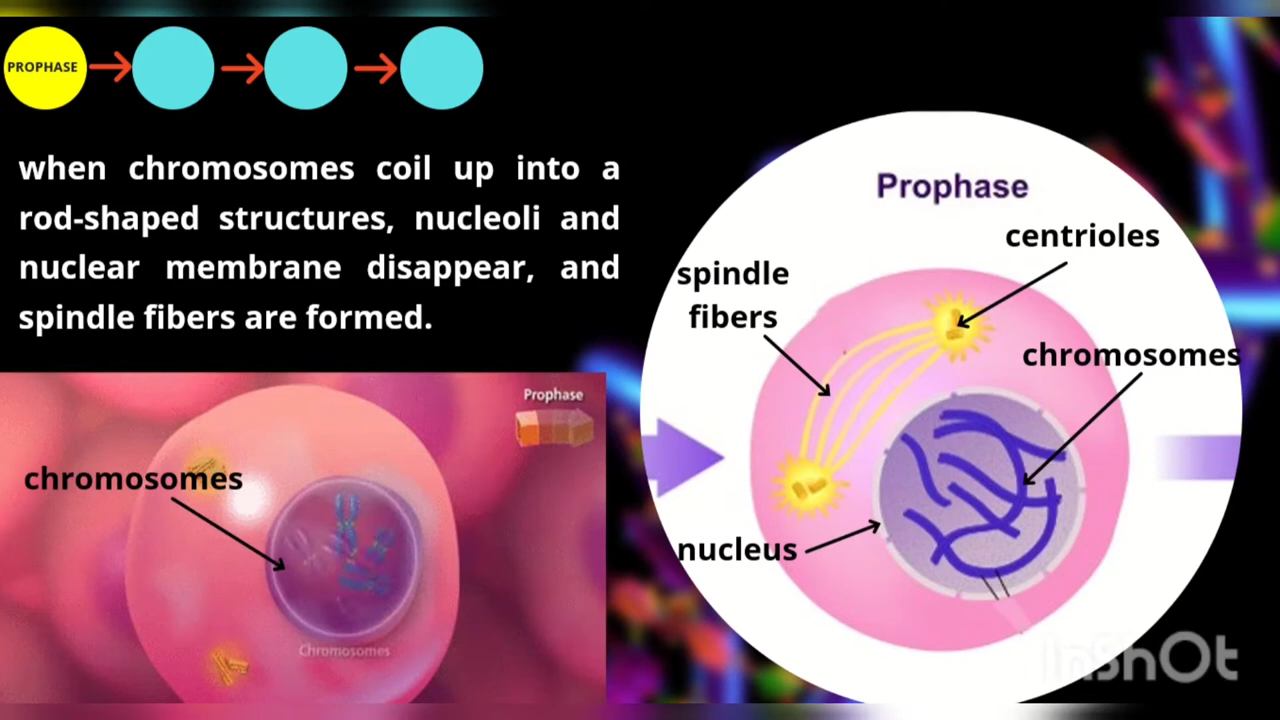 PROPHASE
when chromosomes coil up into a
rod-shaped structures, nucleoli and
nuclear membrane disappear, and
spindle fibers are formed.
Prophase
centrioles
spindle
fibers
chromosomes
nucleus
Prophase
chromosomes
Chromosomes
InShOt